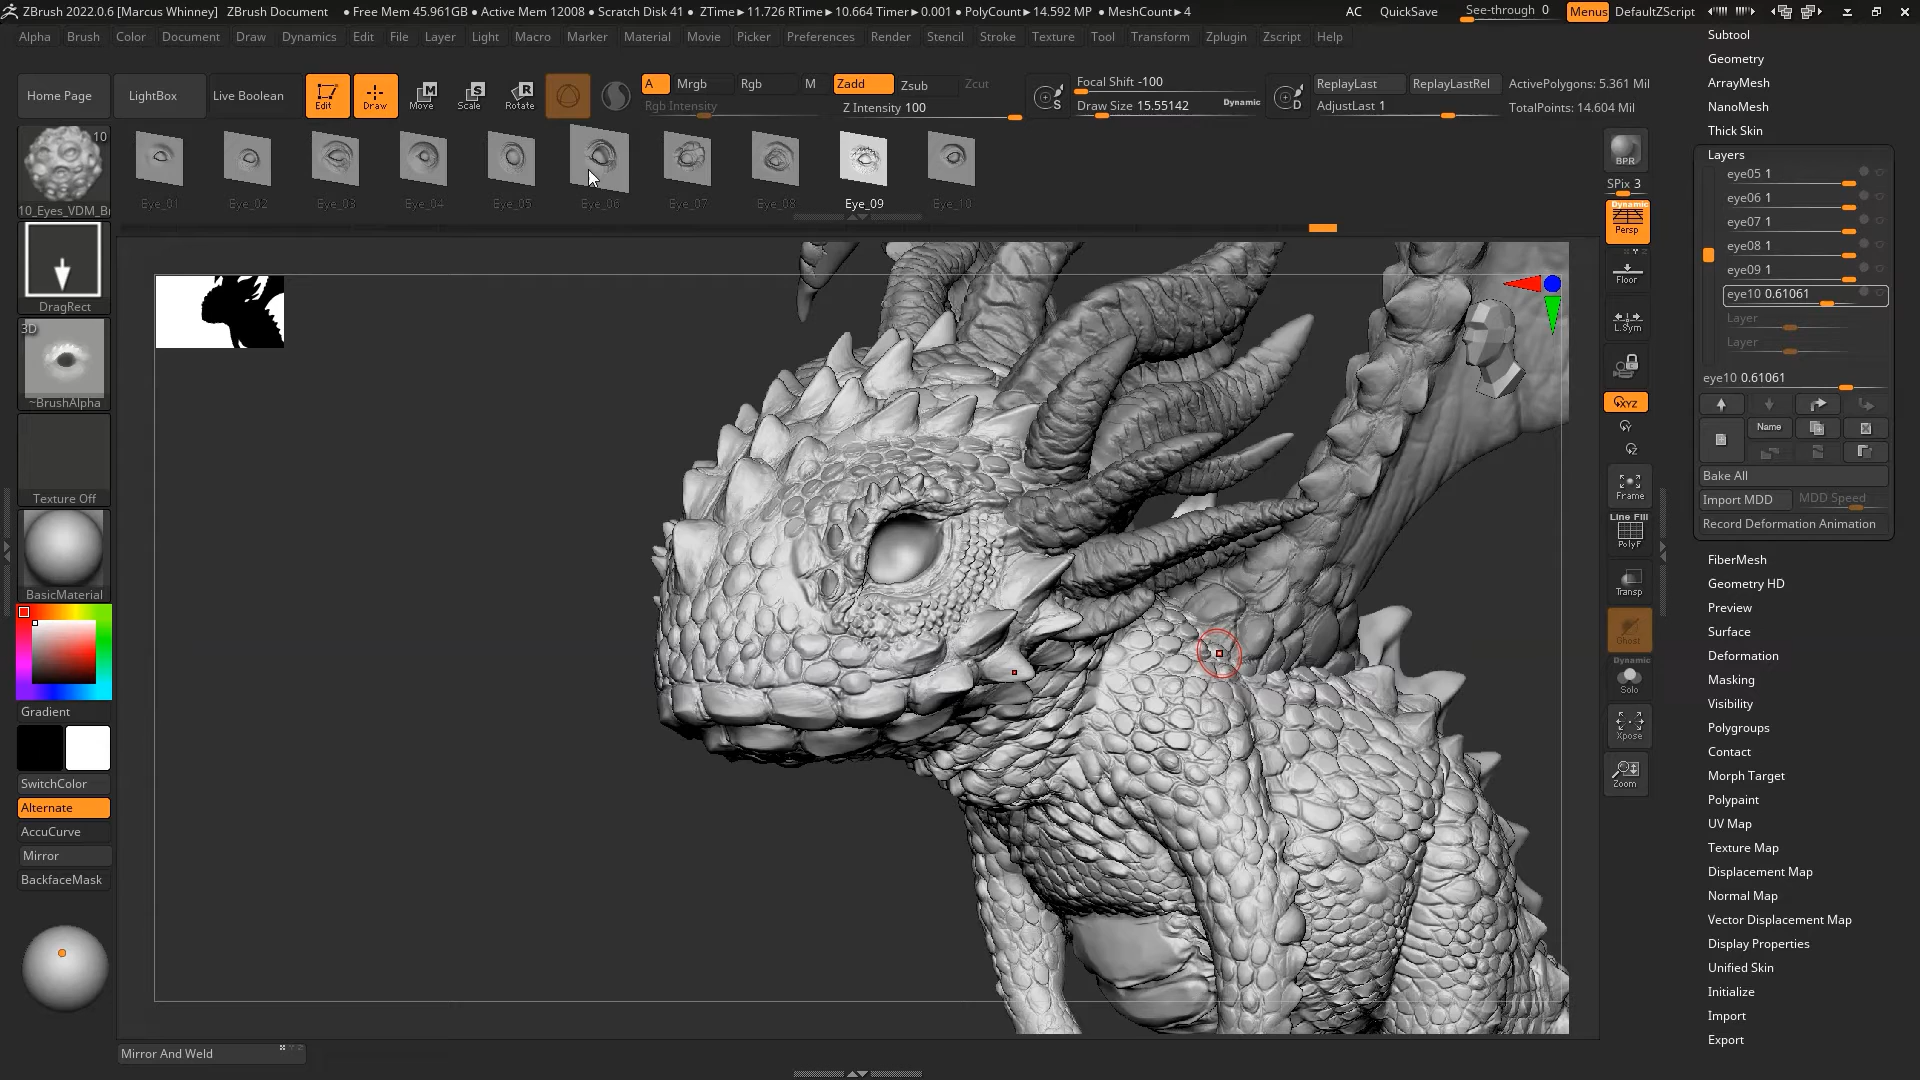 ZBrush 2022.0.6 [Marcus Whinney] ZBrush Document ● Free Mem 45.961GB ● Active Mem 12008 ● Scratch Disk 41 ● ZTime▶11.726 RTime▶10.664 Timer▶0.001 ● PolyCount▶14.592 MP ● MeshCount▶4 AC QuickSave See-through 0 Menus DefaultZScript
Alpha Brush Color Document Draw Dynamics Edit File Layer Light Macro Marker Material Movie Picker Preferences Render Stencil Stroke Texture Tool Transform Zplugin Zscript Help
Home Page LightBox Live Boolean Edit Draw Move Scale Rotate
M S R
A Mrgb Rgb M Zadd Zsub Zcut
Rgb Intensity Z Intensity 100
S Focal Shift -100
Draw Size 15.55142 Dynamic
D ReplayLast ReplayLastRel ActivePolygons: 5.361 Mil
AdjustLast 1 TotalPoints: 14.604 Mil
10
10_Eyes_VDM_Br
Eye_01 Eye_02 Eye_03 Eye_04 Eye_05 Eye_06 Eye_07 Eye_08 Eye_09 Eye_10
DragRect
3D
~BrushAlpha
Texture Off
BasicMaterial
Gradient
SwitchColor
Alternate
AccuCurve
Mirror
BackfaceMask
Mirror And Weld
BPR
SPix 3
Dynamic
Persp
Floor
L.Sym
XYZ
Y
Z
Frame
Line Fill
PolyF
Transp
Ghost
Dynamic
Solo
Xpose
Zoom
Subtool
Geometry
ArrayMesh
NanoMesh
Thick Skin
Layers
eye05 1
eye06 1
eye07 1
eye08 1
eye09 1
eye10 0.61061
Layer
Layer
eye10 0.61061
Name
Bake All
Import MDD MDD Speed
Record Deformation Animation
FiberMesh
Geometry HD
Preview
Surface
Deformation
Masking
Visibility
Polygroups
Contact
Morph Target
Polypaint
UV Map
Texture Map
Displacement Map
Normal Map
Vector Displacement Map
Display Properties
Unified Skin
Initialize
Import
Export